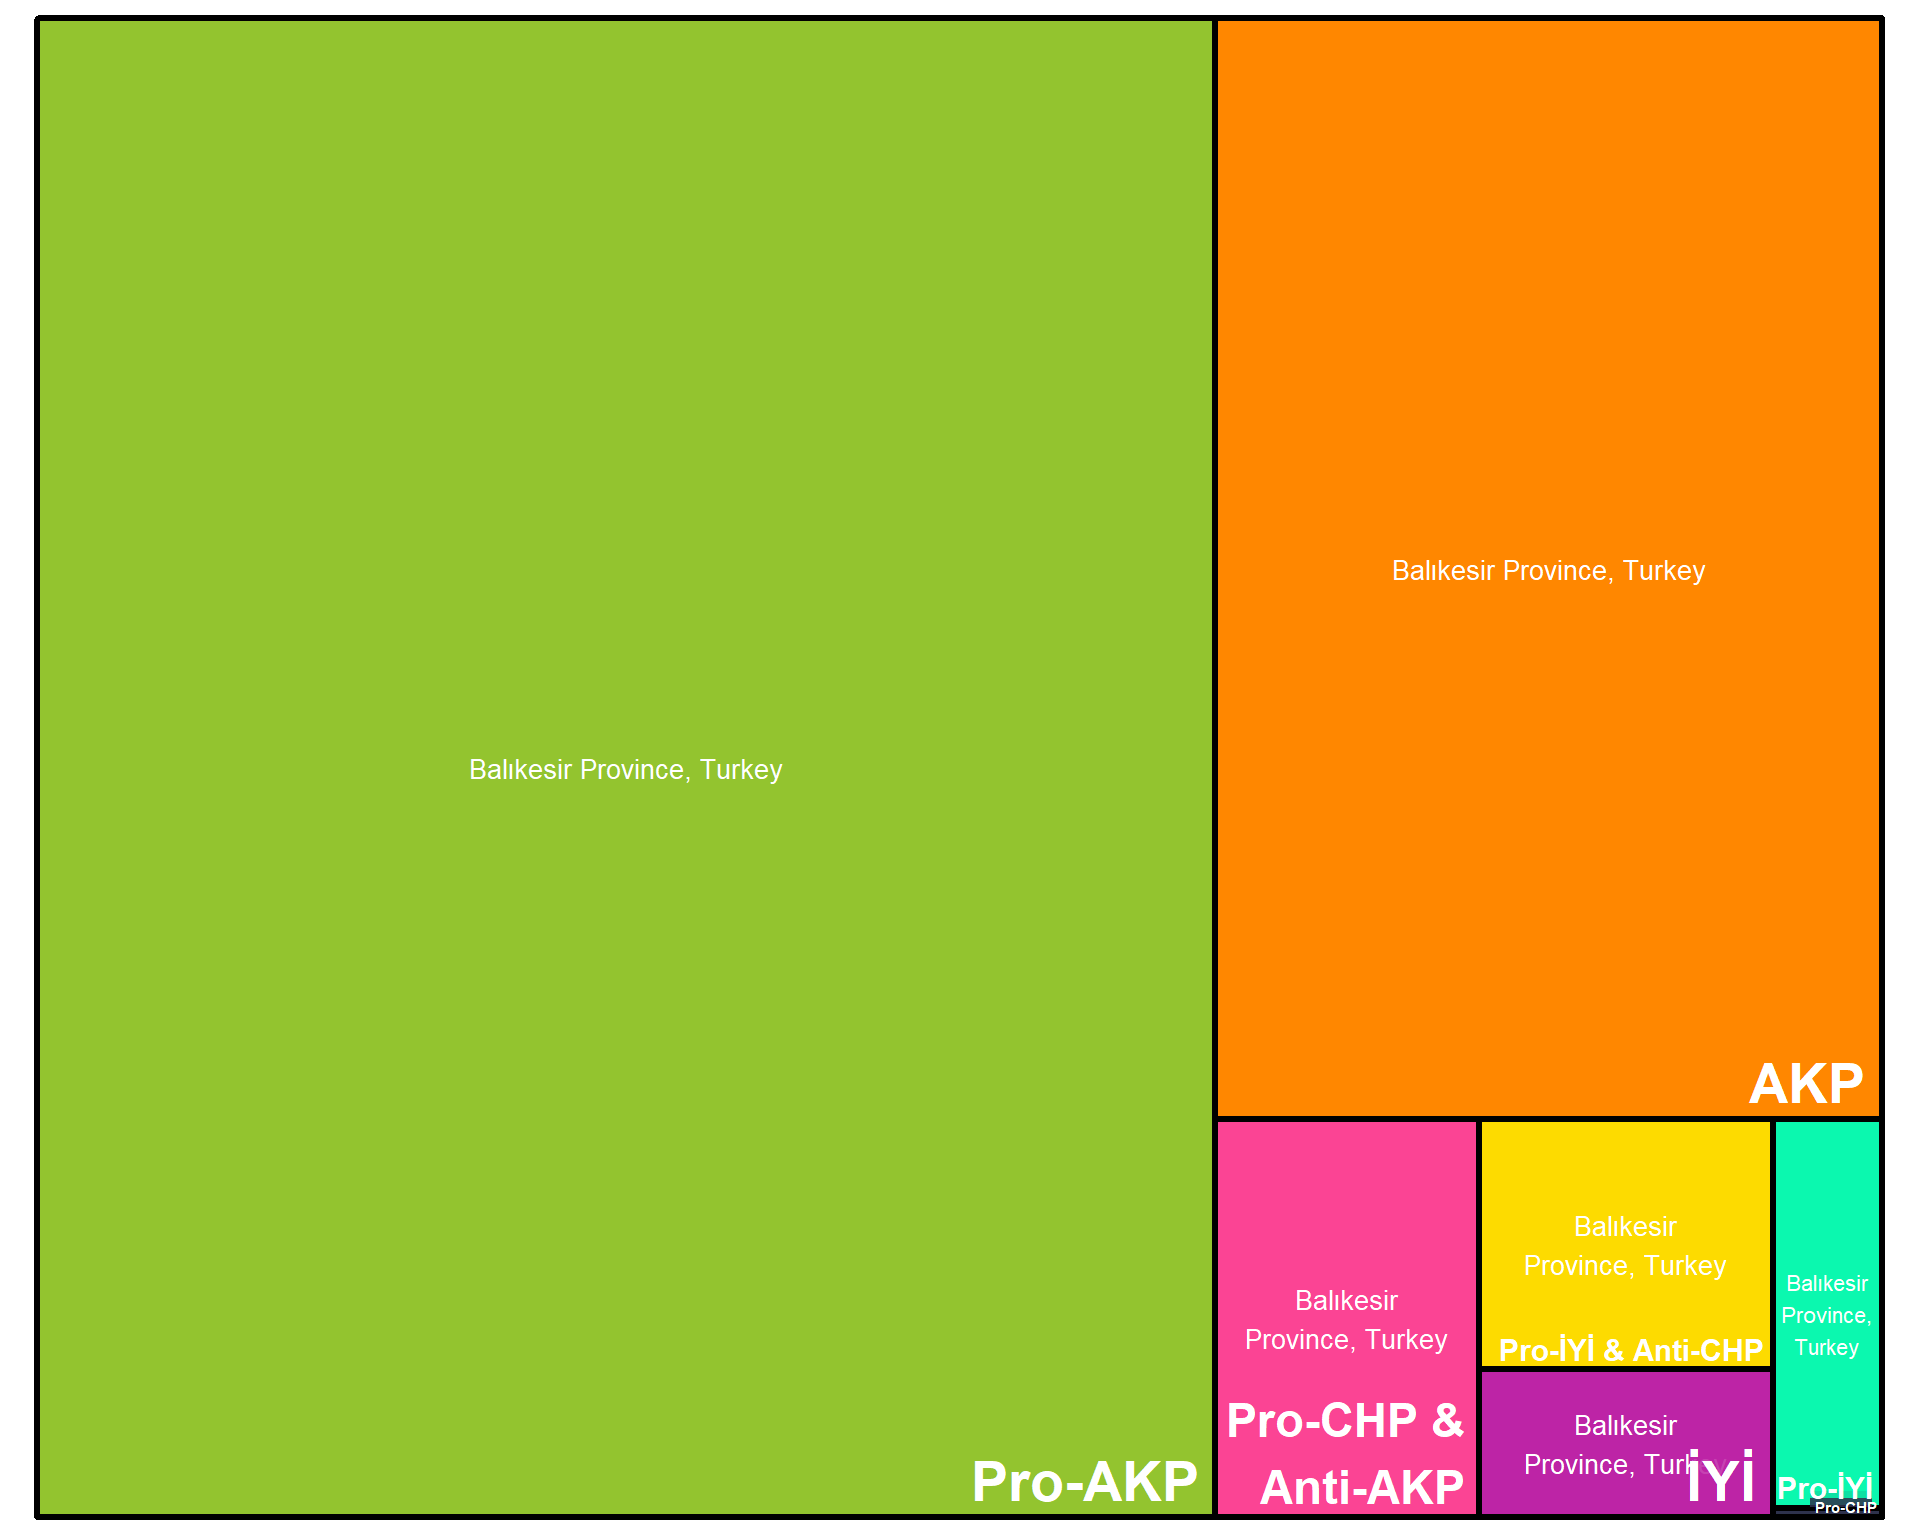 Balıkesir Province, Turkey
Pro-AKP
Balıkesir Province, Turkey
AKP
Balıkesir
Province, Turkey
Pro-CHP &
Anti-AKP
Balıkesir
Province, Turkey
Pro-İYİ & Anti-CHP
Balıkesir
Province, Turkey
İYİ
Balıkesir
Province,
Turkey
Pro-İYİ
Pro-CHP